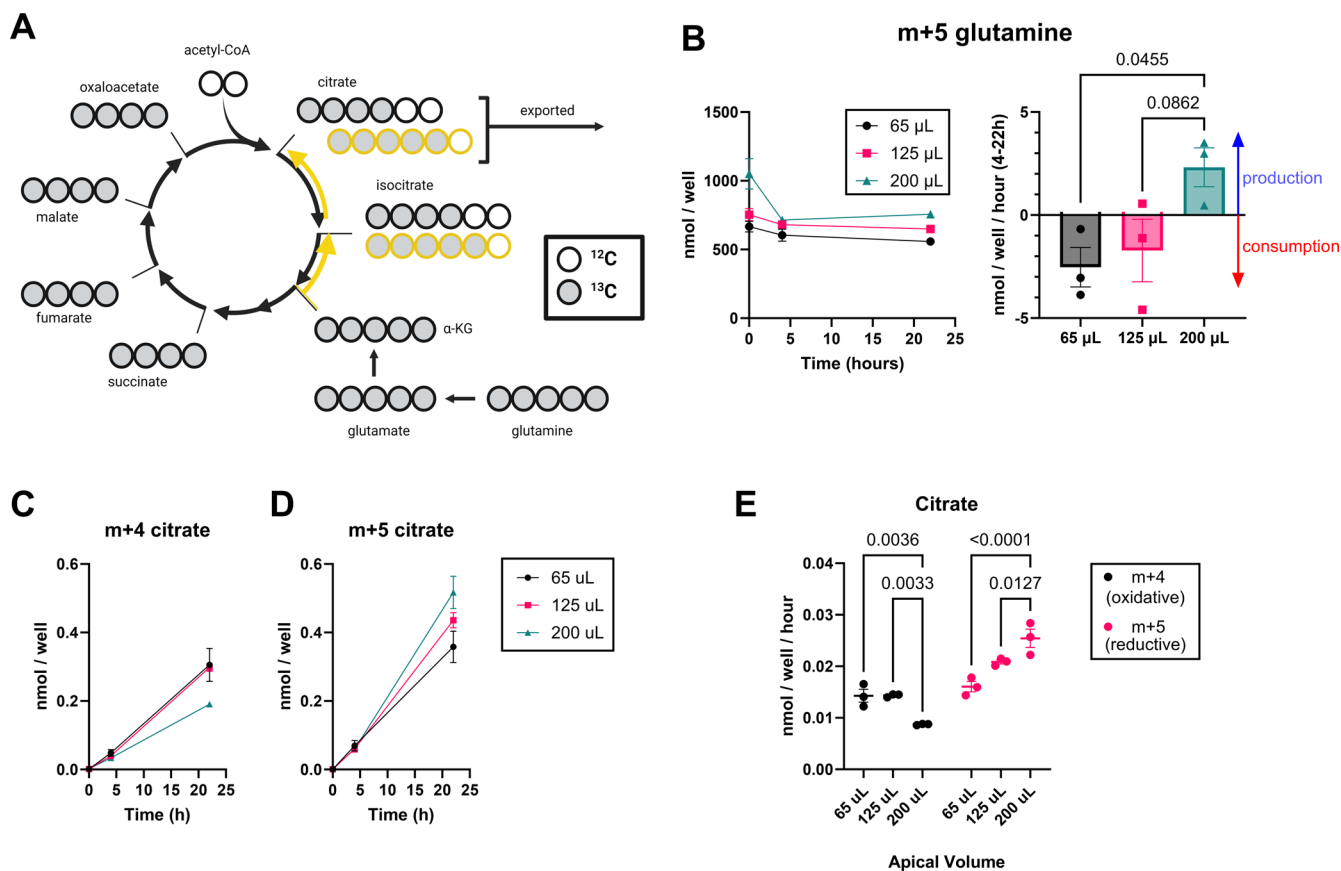 A
acetyl-CoA
oxaloacetate
citrate
exported
isocitrate
malate
fumarate
succinate
α-KG
glutamate
glutamine
12C
13C
B
m+5 glutamine
nmol / well
1500
1000
500
0
0
5
10
15
20
25
Time (hours)
65 µL
125 µL
200 µL
0.0455
0.0862
nmol / well / hour (4-22h)
5
0
-5
65 µL
125 µL
200 µL
production
consumption
C
m+4 citrate
nmol / well
0.6
0.4
0.2
0.0
0
5
10
15
20
25
Time (h)
D
m+5 citrate
nmol / well
0.6
0.4
0.2
0.0
0
5
10
15
20
25
Time (h)
65 uL
125 uL
200 uL
E
Citrate
nmol / well / hour
0.04
0.03
0.02
0.01
0.00
0.0036
0.0033
<0.0001
0.0127
65 uL
125 uL
200 uL
65 uL
125 uL
200 uL
Apical Volume
m+4
(oxidative)
m+5
(reductive)